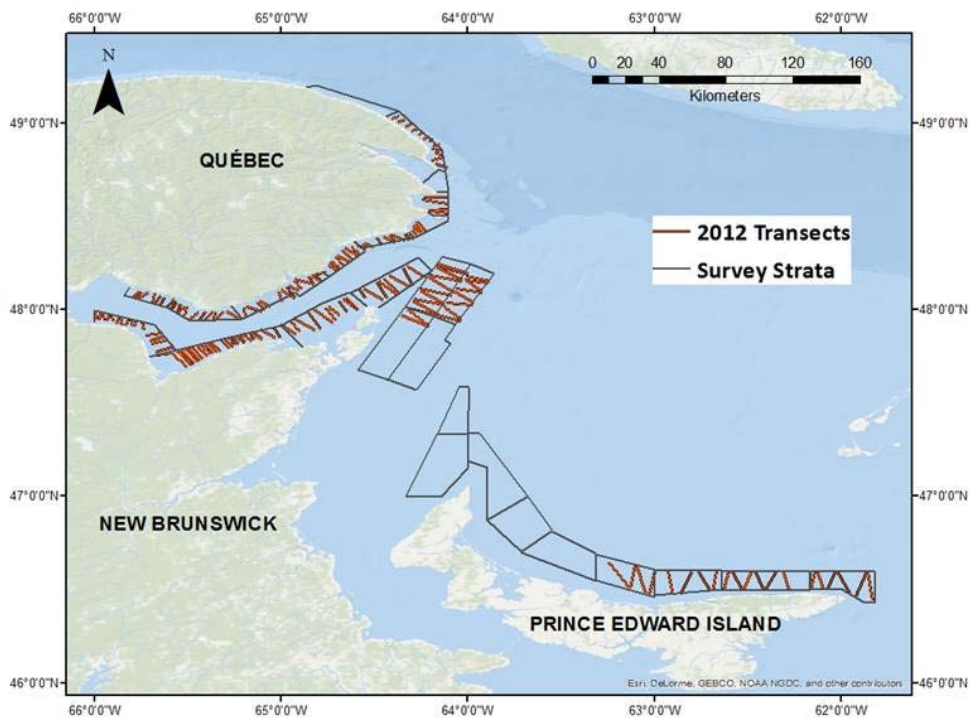 66°0'0"W 65°0'0"W 64°0'0"W 63°0'0"W 62°0'0"W
N
0 20 40 80 120 160
Kilometers
49°0'0"N 49°0'0"N
QUÉBEC
2012 Transects
Survey Strata
48°0'0"N 48°0'0"N
47°0'0"N 47°0'0"N
NEW BRUNSWICK
PRINCE EDWARD ISLAND
46°0'0"N 46°0'0"N
Esri, DeLorme, GEBCO, NOAA NGDC, and other contributors
66°0'0"W 65°0'0"W 64°0'0"W 63°0'0"W 62°0'0"W